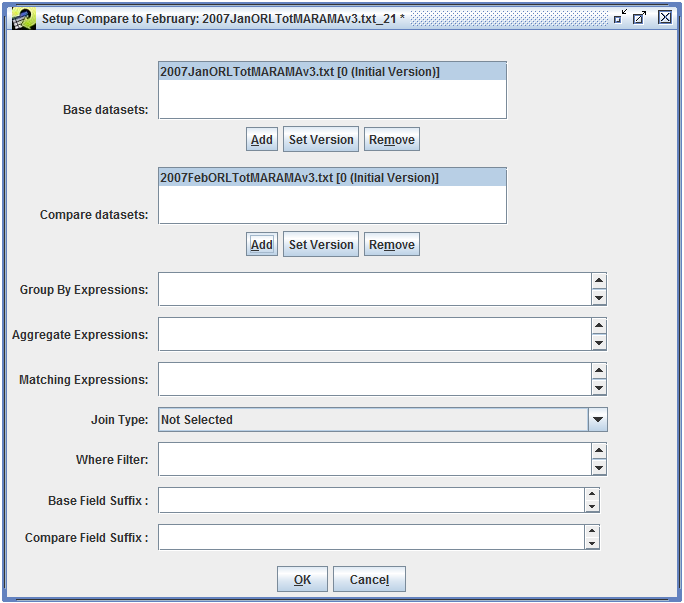 Setup Compare to February: 2007JanORLTotMARAMAv3.txt_21 *
2007JanORLTotMARAMAv3.txt [0 (Initial Version)]
Base datasets:
Add Set Version Remove
2007FebORLTotMARAMAv3.txt [0 (Initial Version)]
Compare datasets:
Add Set Version Remove
Group By Expressions:
Aggregate Expressions:
Matching Expressions:
Join Type: Not Selected
Where Filter:
Base Field Suffix :
Compare Field Suffix :
OK Cancel